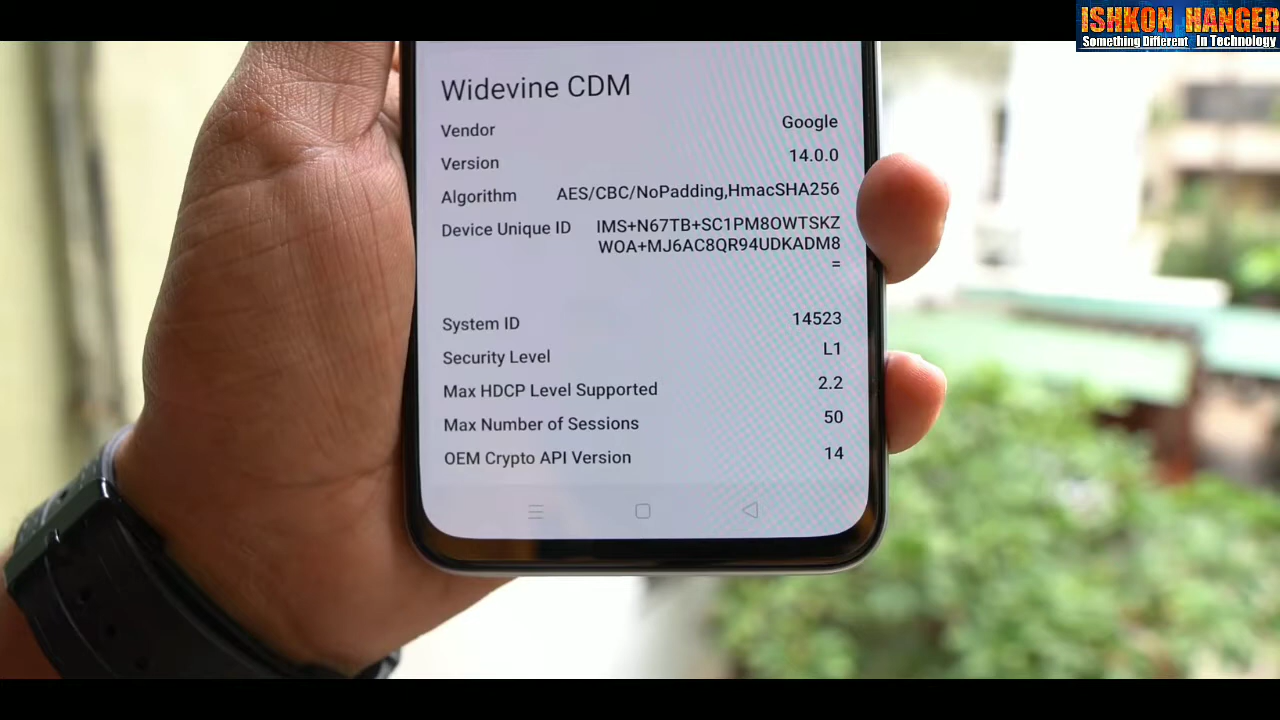 ISHKON HANGER
Something Different In Technology
Widevine CDM
Vendor Google
Version 14.0.0
Algorithm AES/CBC/NoPadding,HmacSHA256
Device Unique ID IMS+N67TB+SC1PM8OWTSKZ
WOA+MJ6AC8QR94UDKADM8
=
System ID 14523
Security Level L1
Max HDCP Level Supported 2.2
Max Number of Sessions 50
OEM Crypto API Version 14